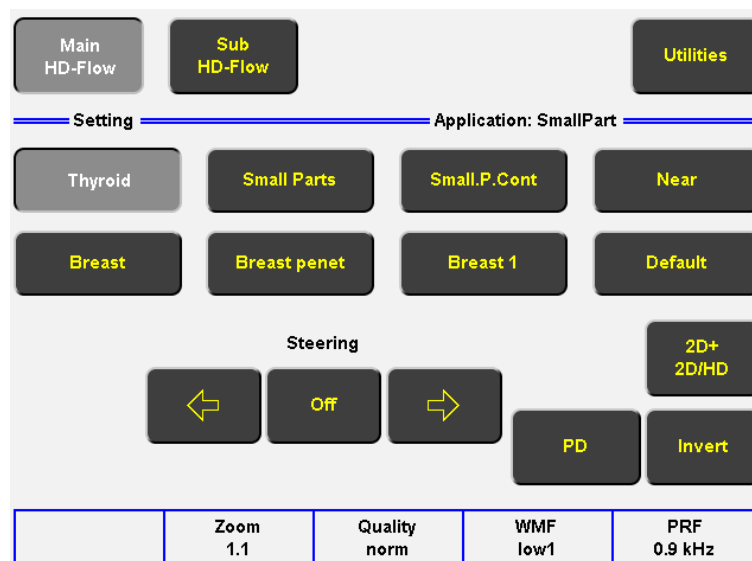 Main
HD-Flow
Sub
HD-Flow
Utilities
Setting
Application: SmallPart
Thyroid
Small Parts
Small.P.Cont
Near
Breast
Breast penet
Breast 1
Default
Steering
2D+
2D/HD
Off
PD
Invert
Zoom
1.1
Quality
norm
WMF
low1
PRF
0.9 kHz